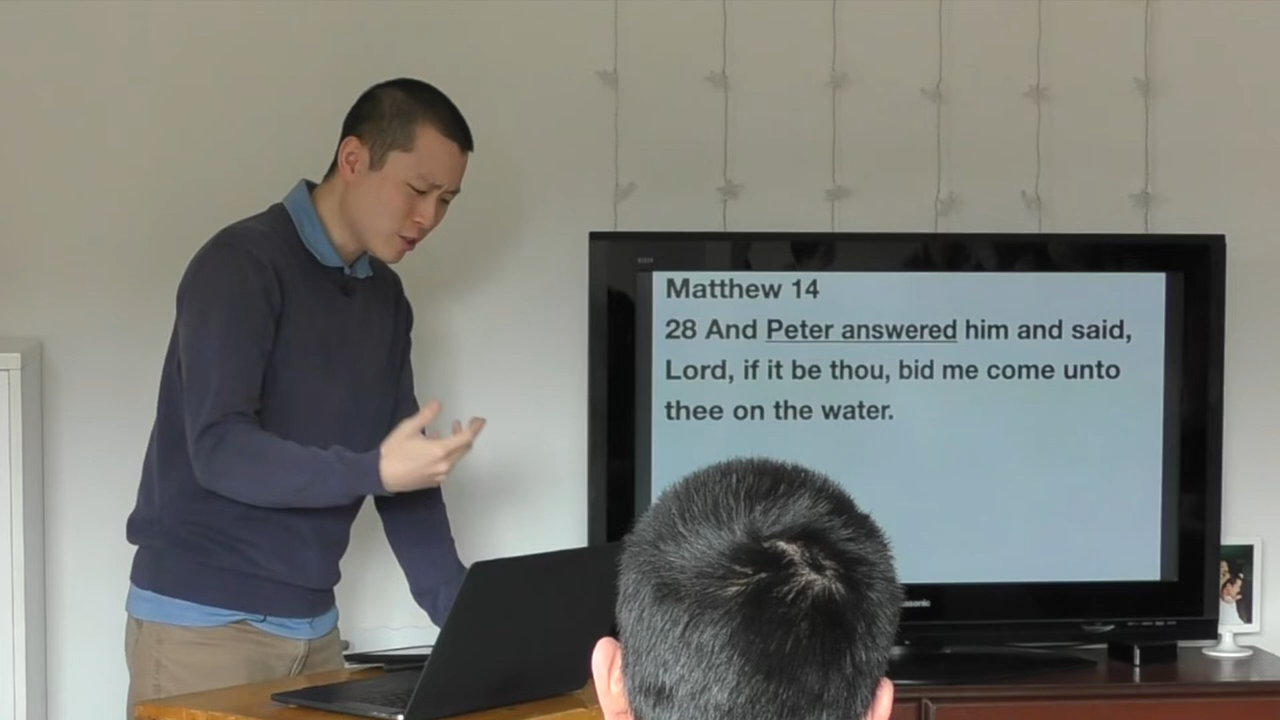 Matthew 14
28 And Peter answered him and said,
Lord, if it be thou, bid me come unto
thee on the water.